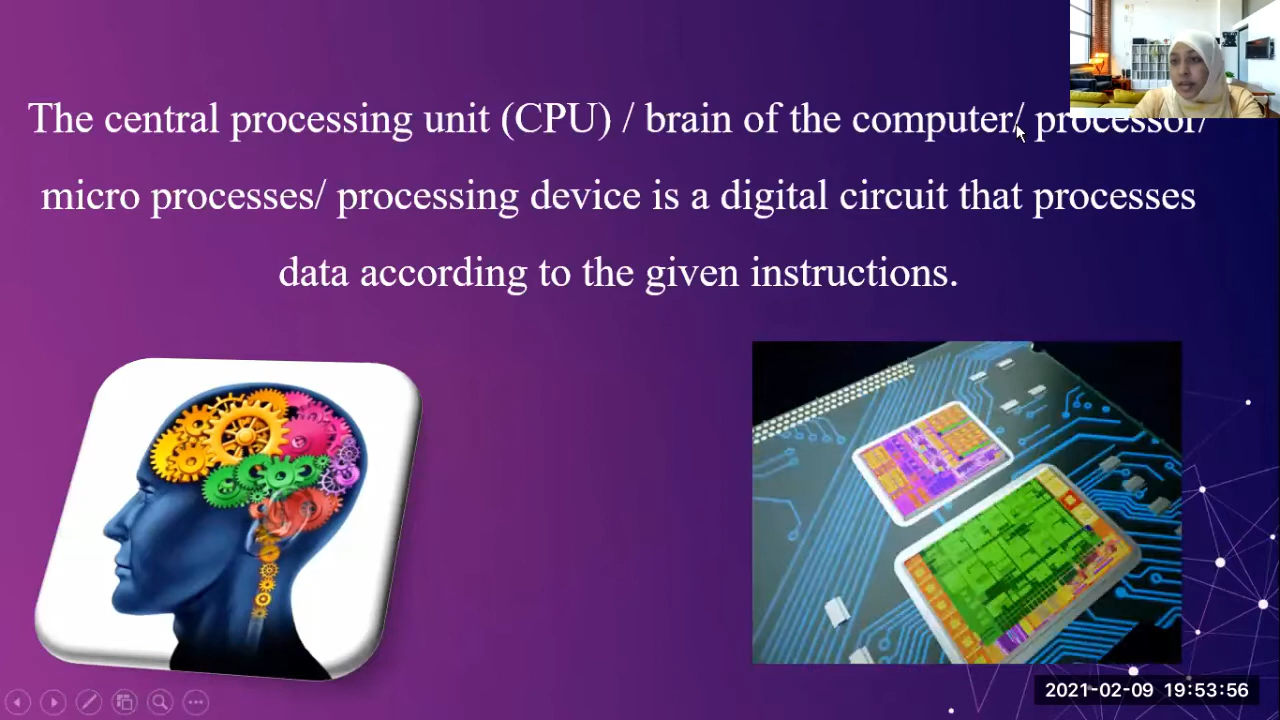 The central processing unit (CPU) / brain of the computer/ processor/
micro processes/ processing device is a digital circuit that processes
data according to the given instructions.
2021-02-09 19:53:56